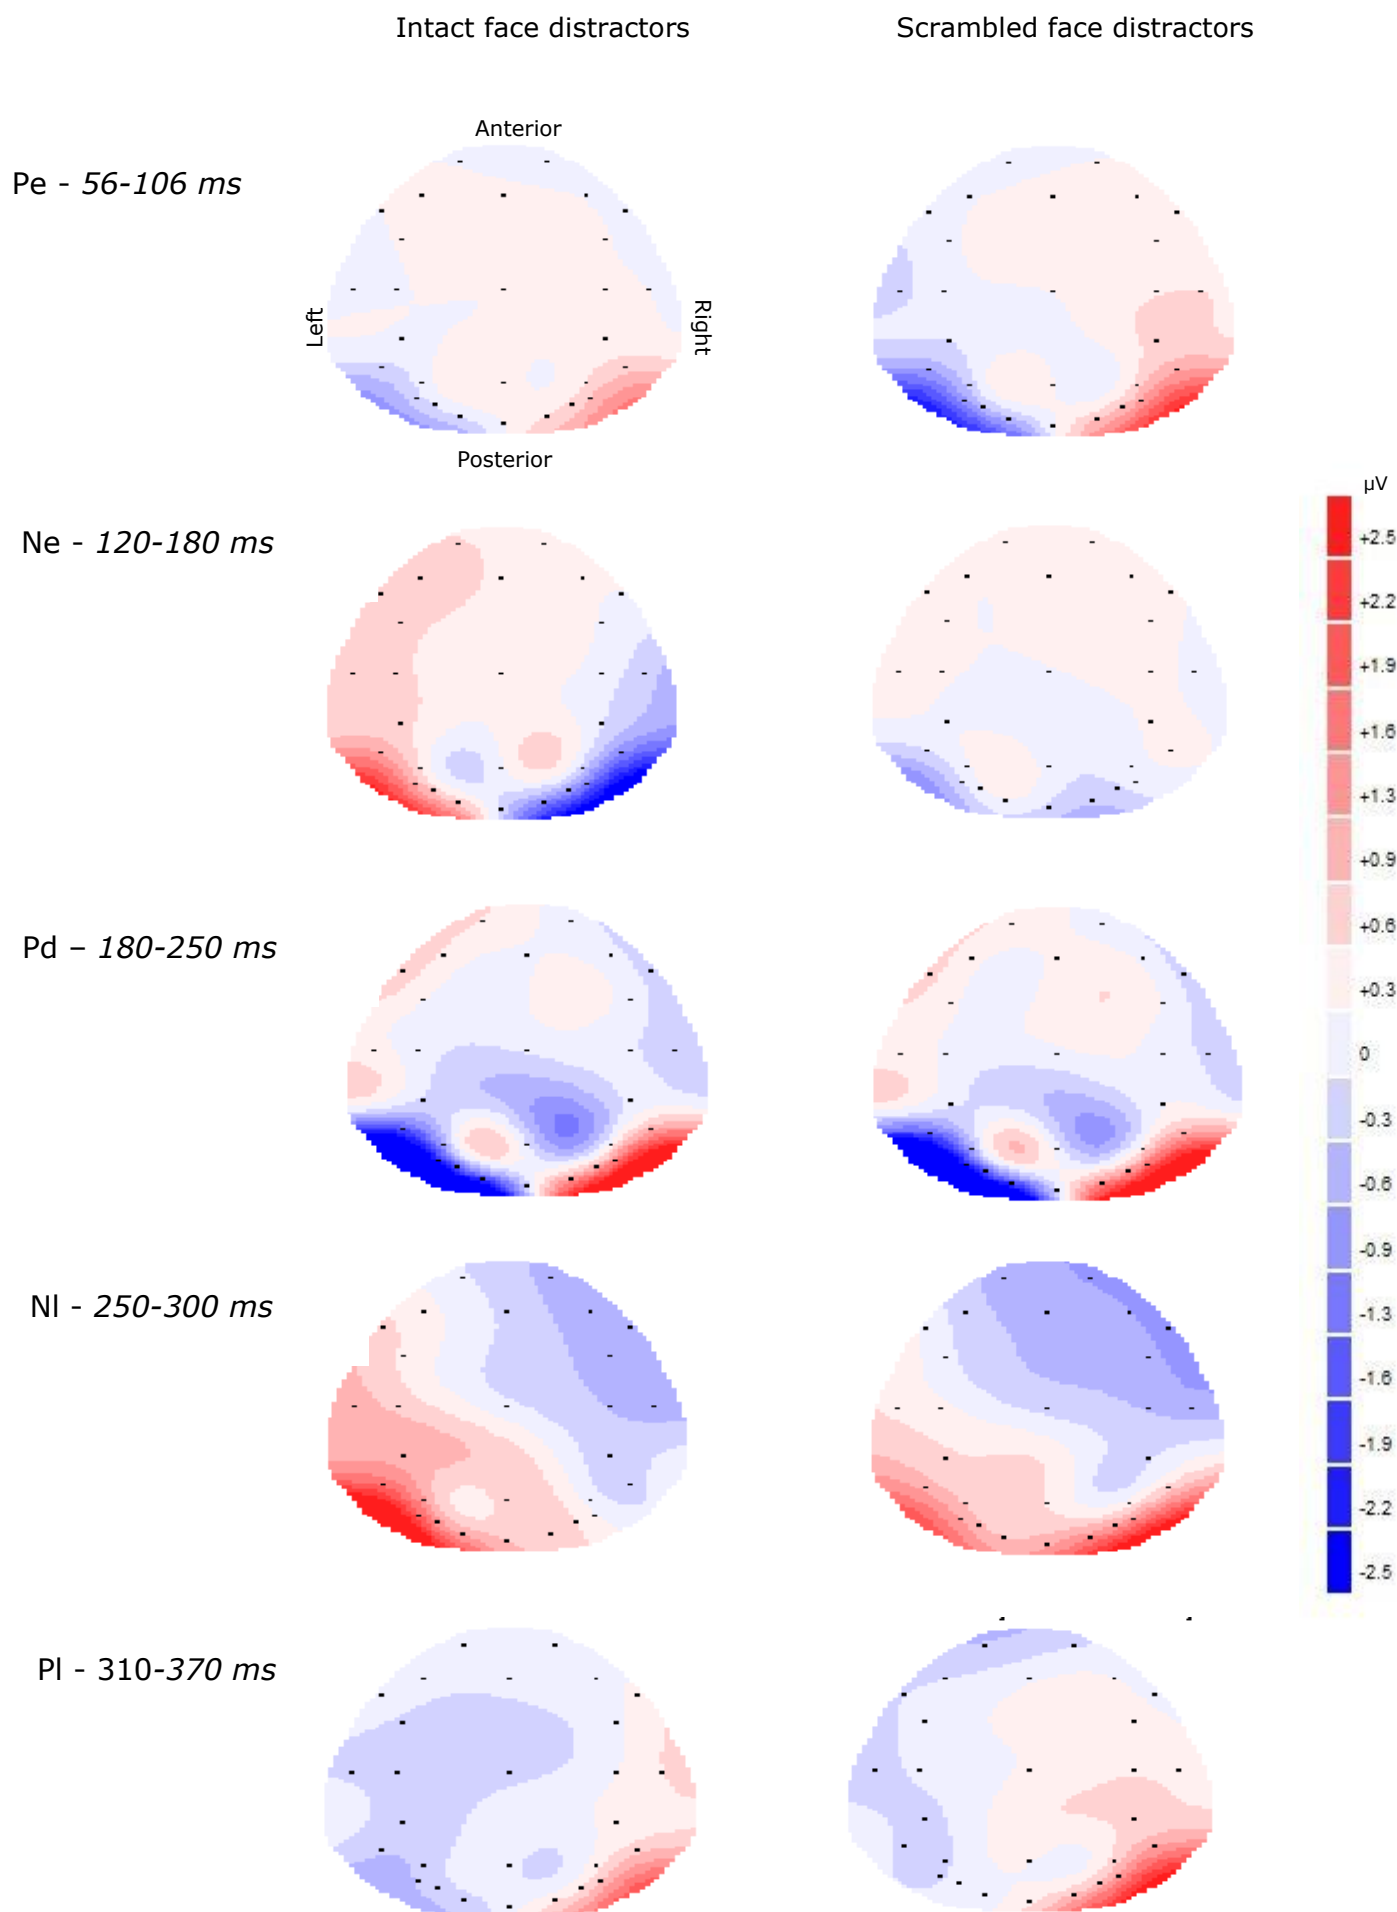 Intact face distractors
Scrambled face distractors
Anterior
Pe - 56-106 ms
Left
Right
Posterior
µV
Ne - 120-180 ms
+2.5
+2.2
+1.9
+1.6
+1.3
+0.9
+0.6
+0.3
0
-0.3
-0.6
-0.9
-1.3
-1.6
-1.9
-2.2
-2.5
Pd – 180-250 ms
Nl - 250-300 ms
Pl - 310-370 ms